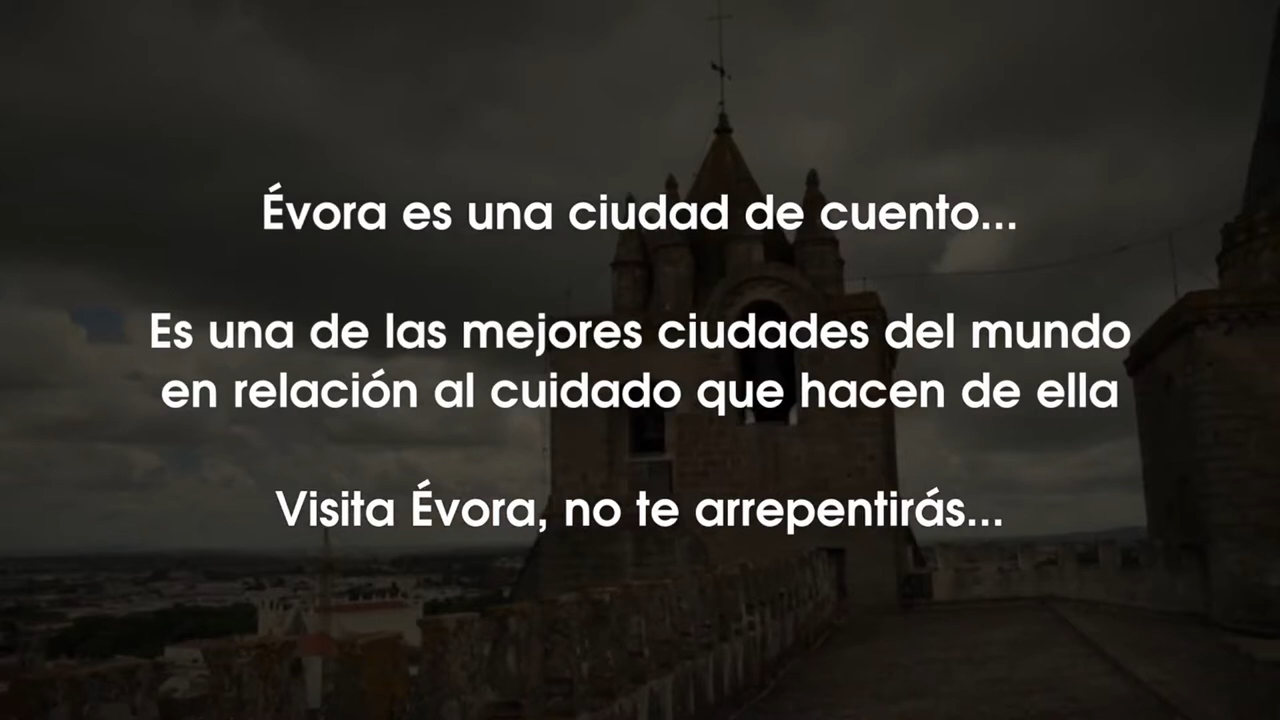 Évora es una ciudad de cuento...
Es una de las mejores ciudades del mundo
en relación al cuidado que hacen de ella
Visita Évora, no te arrepentirás...